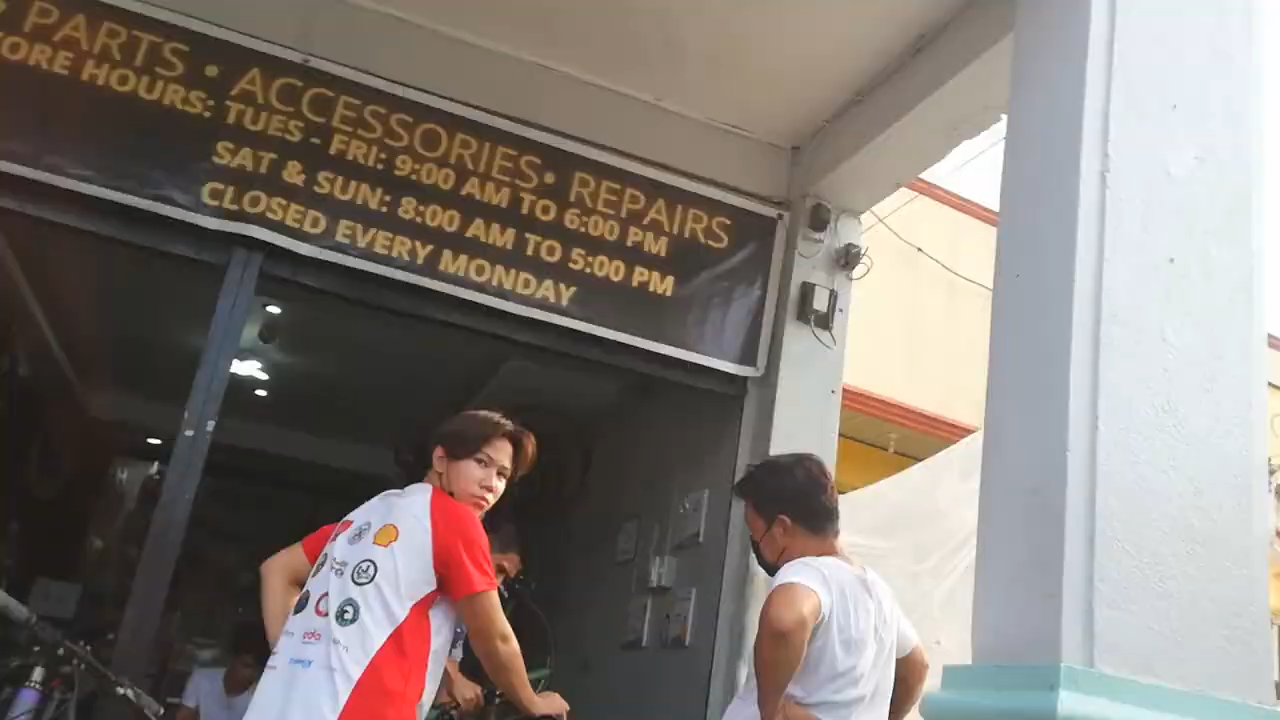 PARTS • ACCESSORIES • REPAIRS
ORE HOURS: TUES - FRI: 9:00 AM TO 6:00 PM
SAT & SUN: 8:00 AM TO 5:00 PM
CLOSED EVERY MONDAY